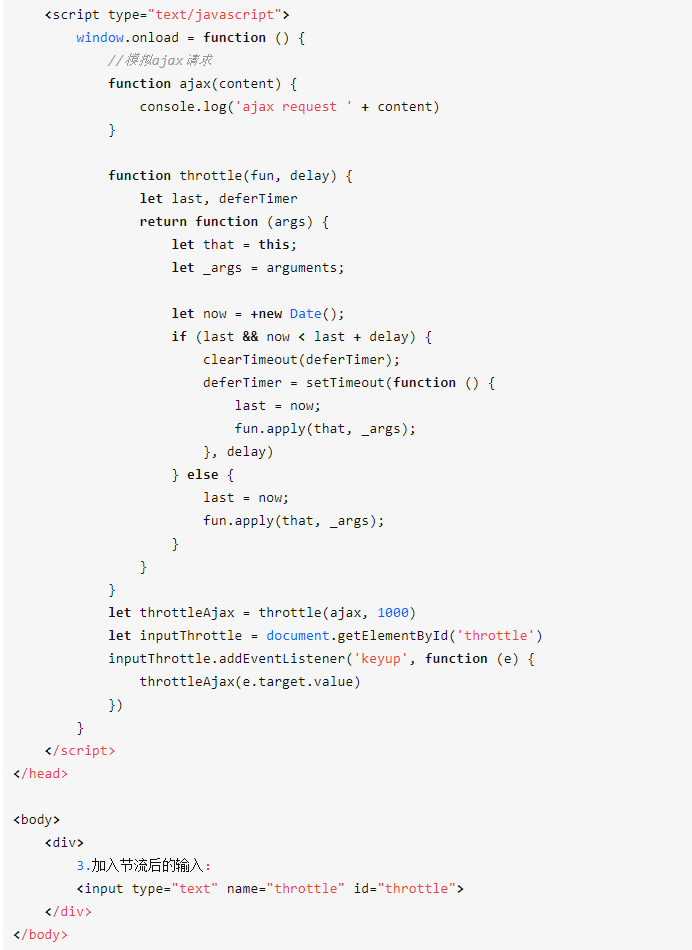 <script type="text/javascript">
window.onload = function () {
//模拟ajax请求
function ajax(content) {
console.log('ajax request ' + content)
}
function throttle(fun, delay) {
let last, deferTimer
return function (args) {
let that = this;
let _args = arguments;
let now = +new Date();
if (last && now < last + delay) {
clearTimeout(deferTimer);
deferTimer = setTimeout(function () {
last = now;
fun.apply(that, _args);
}, delay)
} else {
last = now;
fun.apply(that, _args);
}
}
}
let throttleAjax = throttle(ajax, 1000)
let inputThrottle = document.getElementById('throttle')
inputThrottle.addEventListener('keyup', function (e) {
throttleAjax(e.target.value)
})
}
</script>
</head>
<body>
<div>
3.加入节流后的输入:
<input type="text" name="throttle" id="throttle">
</div>
</body>